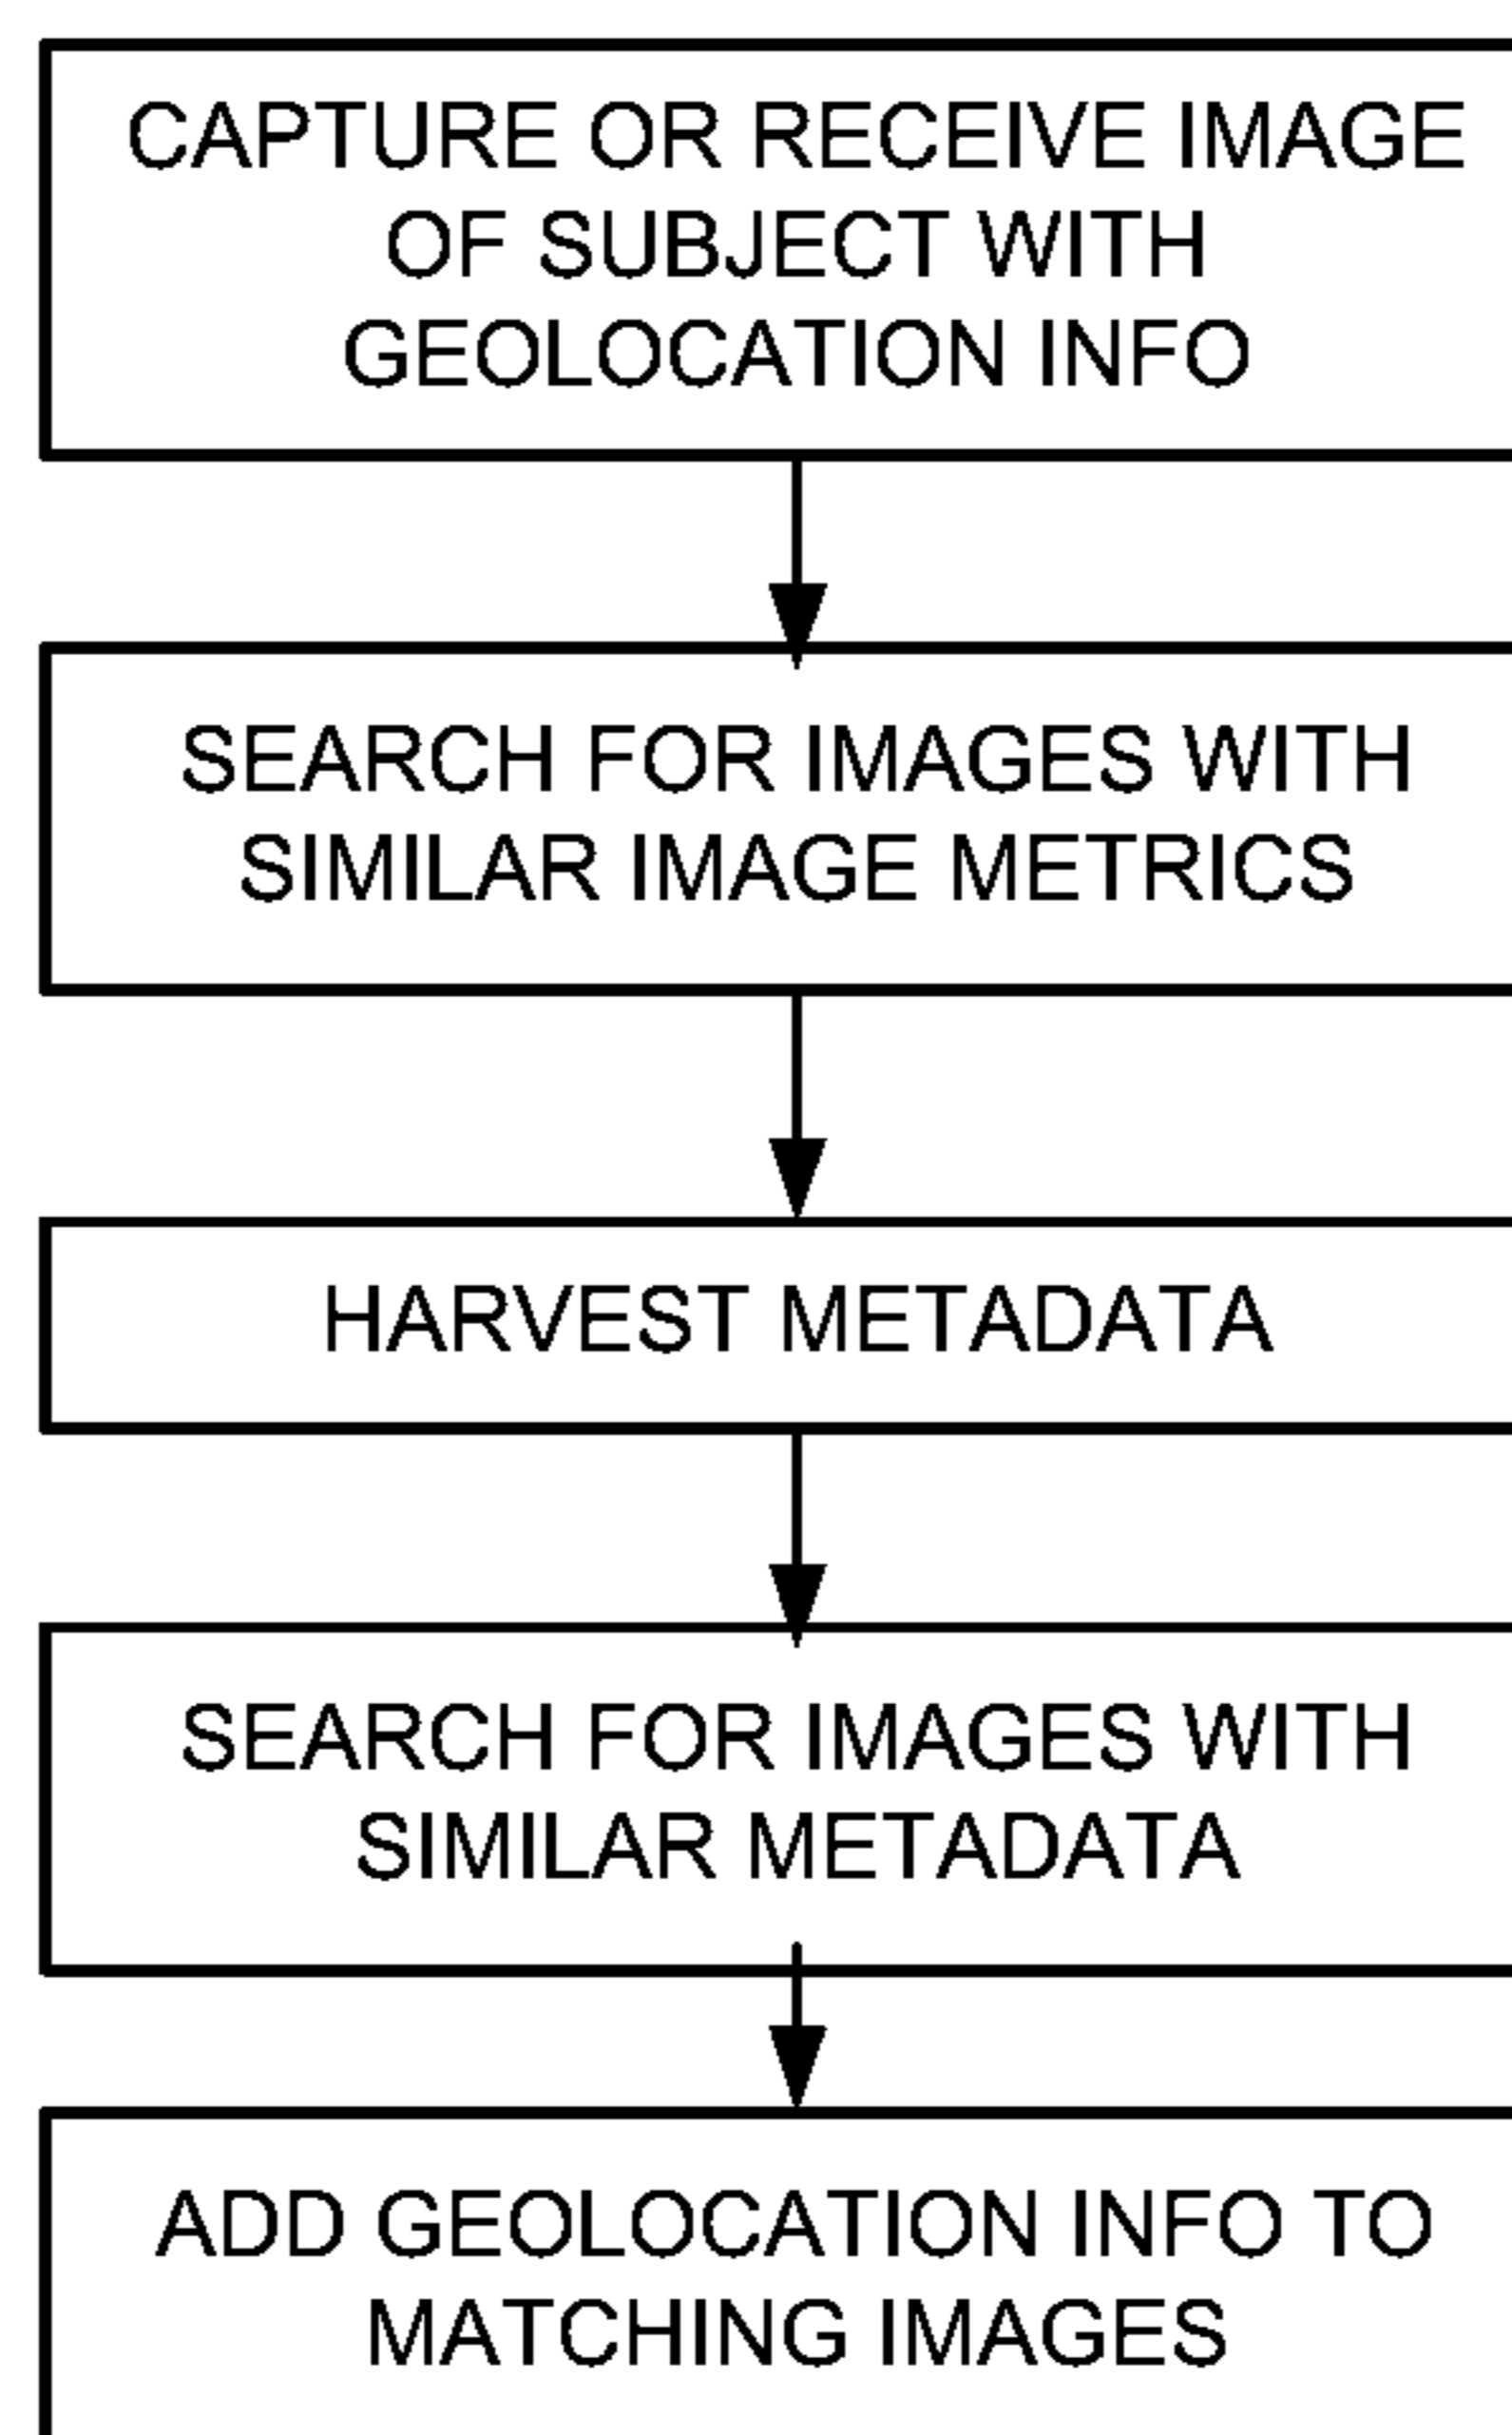 CAPTURE OR RECEIVE IMAGE
OF SUBJECT WITH
GEOLOCATION INFO
SEARCH FOR IMAGES WITH
SIMILAR IMAGE METRICS
HARVEST METADATA
SEARCH FOR IMAGES WITH
SIMILAR METADATA
ADD GEOLOCATION INFO TO
MATCHING IMAGES